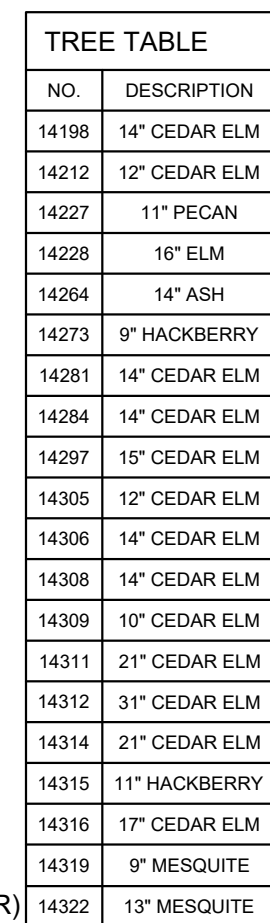 TREE TABLE
NO. DESCRIPTION
14198 14" CEDAR ELM
14212 12" CEDAR ELM
14227 11" PECAN
14228 16" ELM
14264 14" ASH
14273 9" HACKBERRY
14281 14" CEDAR ELM
14284 14" CEDAR ELM
14297 15" CEDAR ELM
14305 12" CEDAR ELM
14306 14" CEDAR ELM
14308 14" CEDAR ELM
14309 10" CEDAR ELM
14311 21" CEDAR ELM
14312 31" CEDAR ELM
14314 21" CEDAR ELM
14315 11" HACKBERRY
14316 17" CEDAR ELM
14319 9" MESQUITE
R) 14322 13" MESQUITE